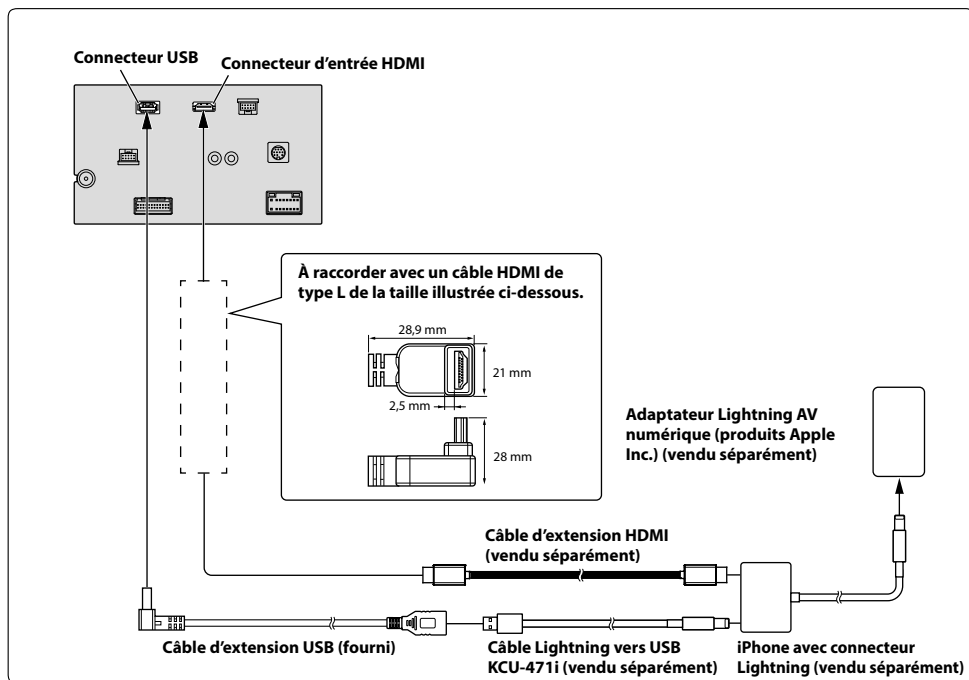 Connecteur USB
Connecteur d'entrée HDMI
À raccorder avec un câble HDMI de
type L de la taille illustrée ci-dessous.
28,9 mm
21 mm
2,5 mm
28 mm
Adaptateur Lightning AV
numérique (produits Apple
Inc.) (vendu séparément)
Câble d'extension HDMI
(vendu séparément)
Câble d'extension USB (fourni)
Câble Lightning vers USB
KCU-471i (vendu séparément)
iPhone avec connecteur
Lightning (vendu séparément)